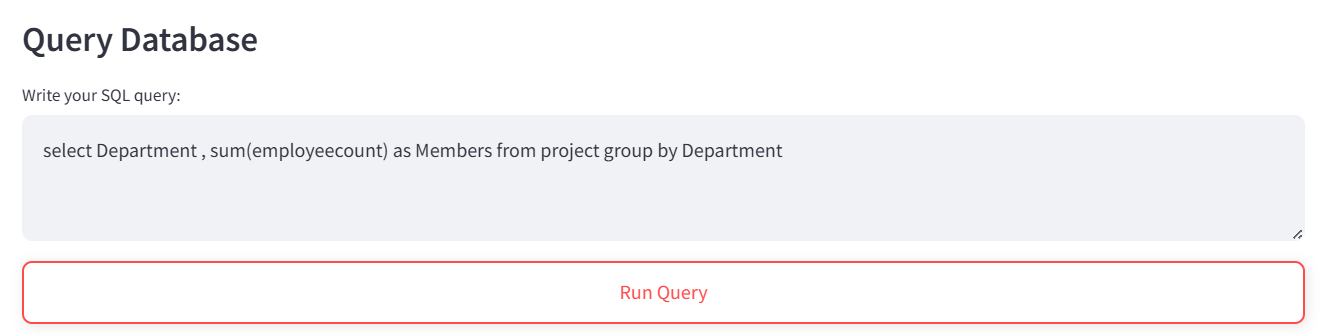 Query Database
Write your SQL query:
select Department , sum(employeecount) as Members from project group by Department
Run Query